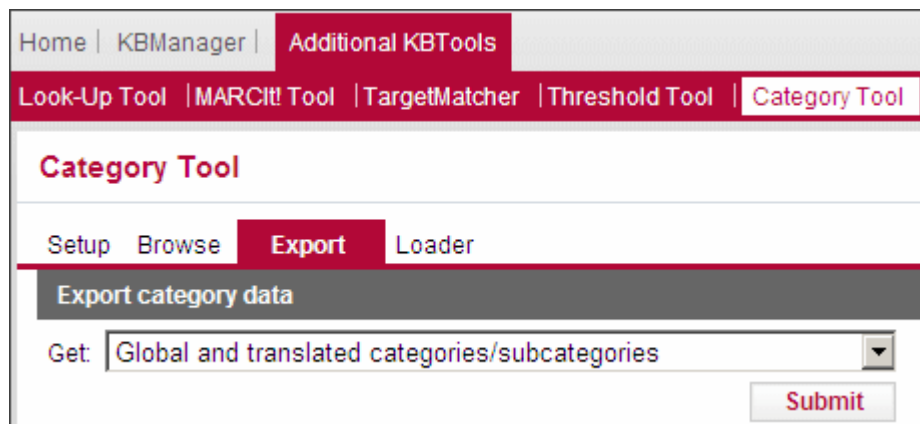 Home | KBManager | Additional KBTools
Look-Up Tool | MARCIt! Tool | TargetMatcher | Threshold Tool | Category Tool
Category Tool
Setup Browse Export Loader
Export category data
Get: Global and translated categories/subcategories
Submit